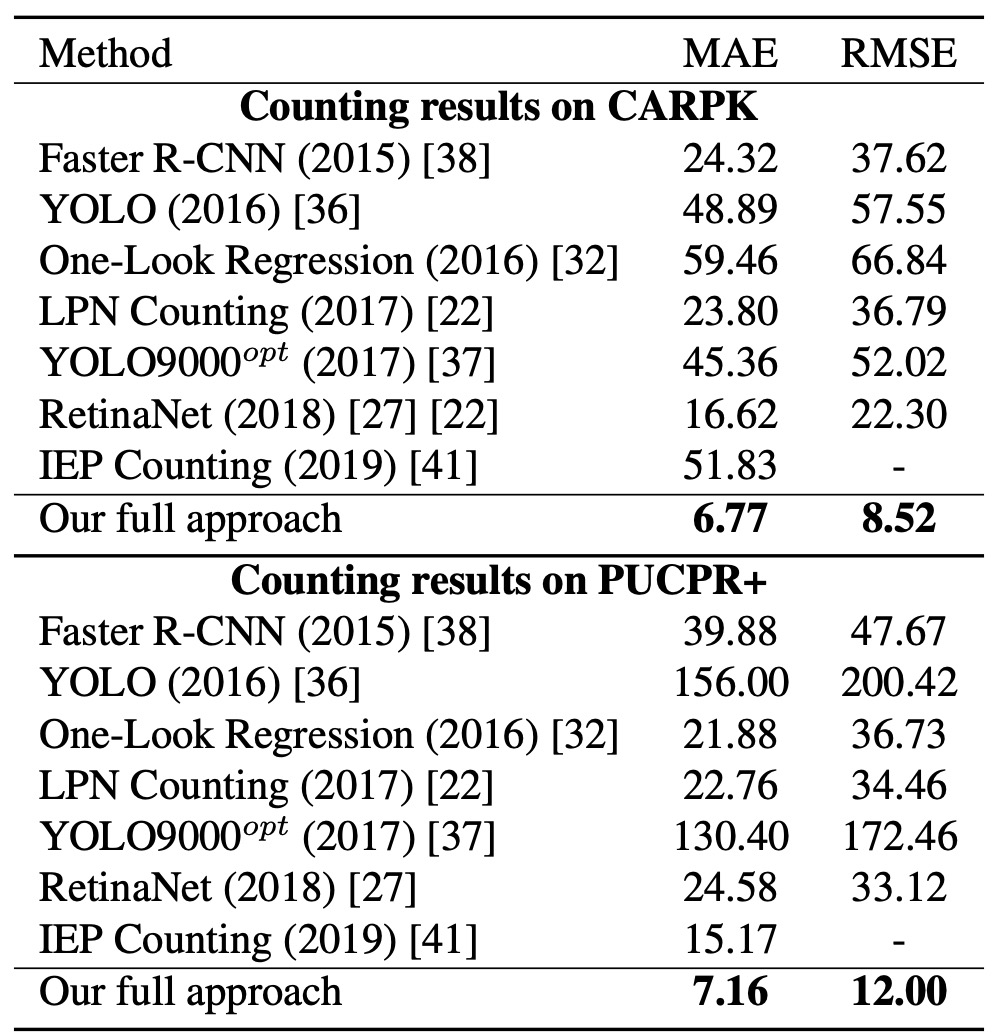 Method MAE RMSE
Counting results on CARPK
Faster R-CNN (2015) [38] 24.32 37.62
YOLO (2016) [36] 48.89 57.55
One-Look Regression (2016) [32] 59.46 66.84
LPN Counting (2017) [22] 23.80 36.79
YOLO9000^opt (2017) [37] 45.36 52.02
RetinaNet (2018) [27] [22] 16.62 22.30
IEP Counting (2019) [41] 51.83 -
Our full approach 6.77 8.52
Counting results on PUCPR+
Faster R-CNN (2015) [38] 39.88 47.67
YOLO (2016) [36] 156.00 200.42
One-Look Regression (2016) [32] 21.88 36.73
LPN Counting (2017) [22] 22.76 34.46
YOLO9000^opt (2017) [37] 130.40 172.46
RetinaNet (2018) [27] 24.58 33.12
IEP Counting (2019) [41] 15.17 -
Our full approach 7.16 12.00